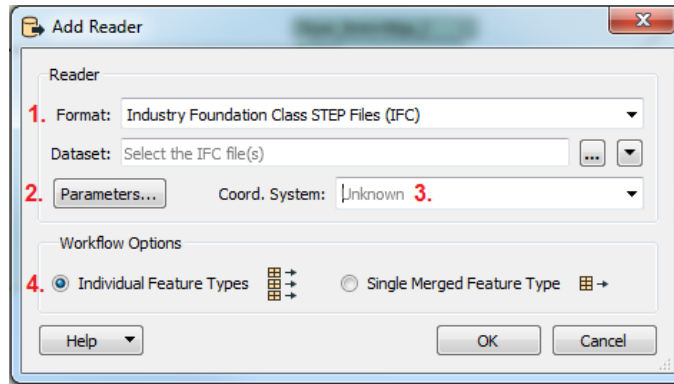 Add Reader
Reader
1. Format: Industry Foundation Class STEP Files (IFC)
Dataset: Select the IFC file(s) ...
2. Parameters... Coord. System: Unknown 3.
Workflow Options
4. Individual Feature Types Single Merged Feature Type
Help OK Cancel